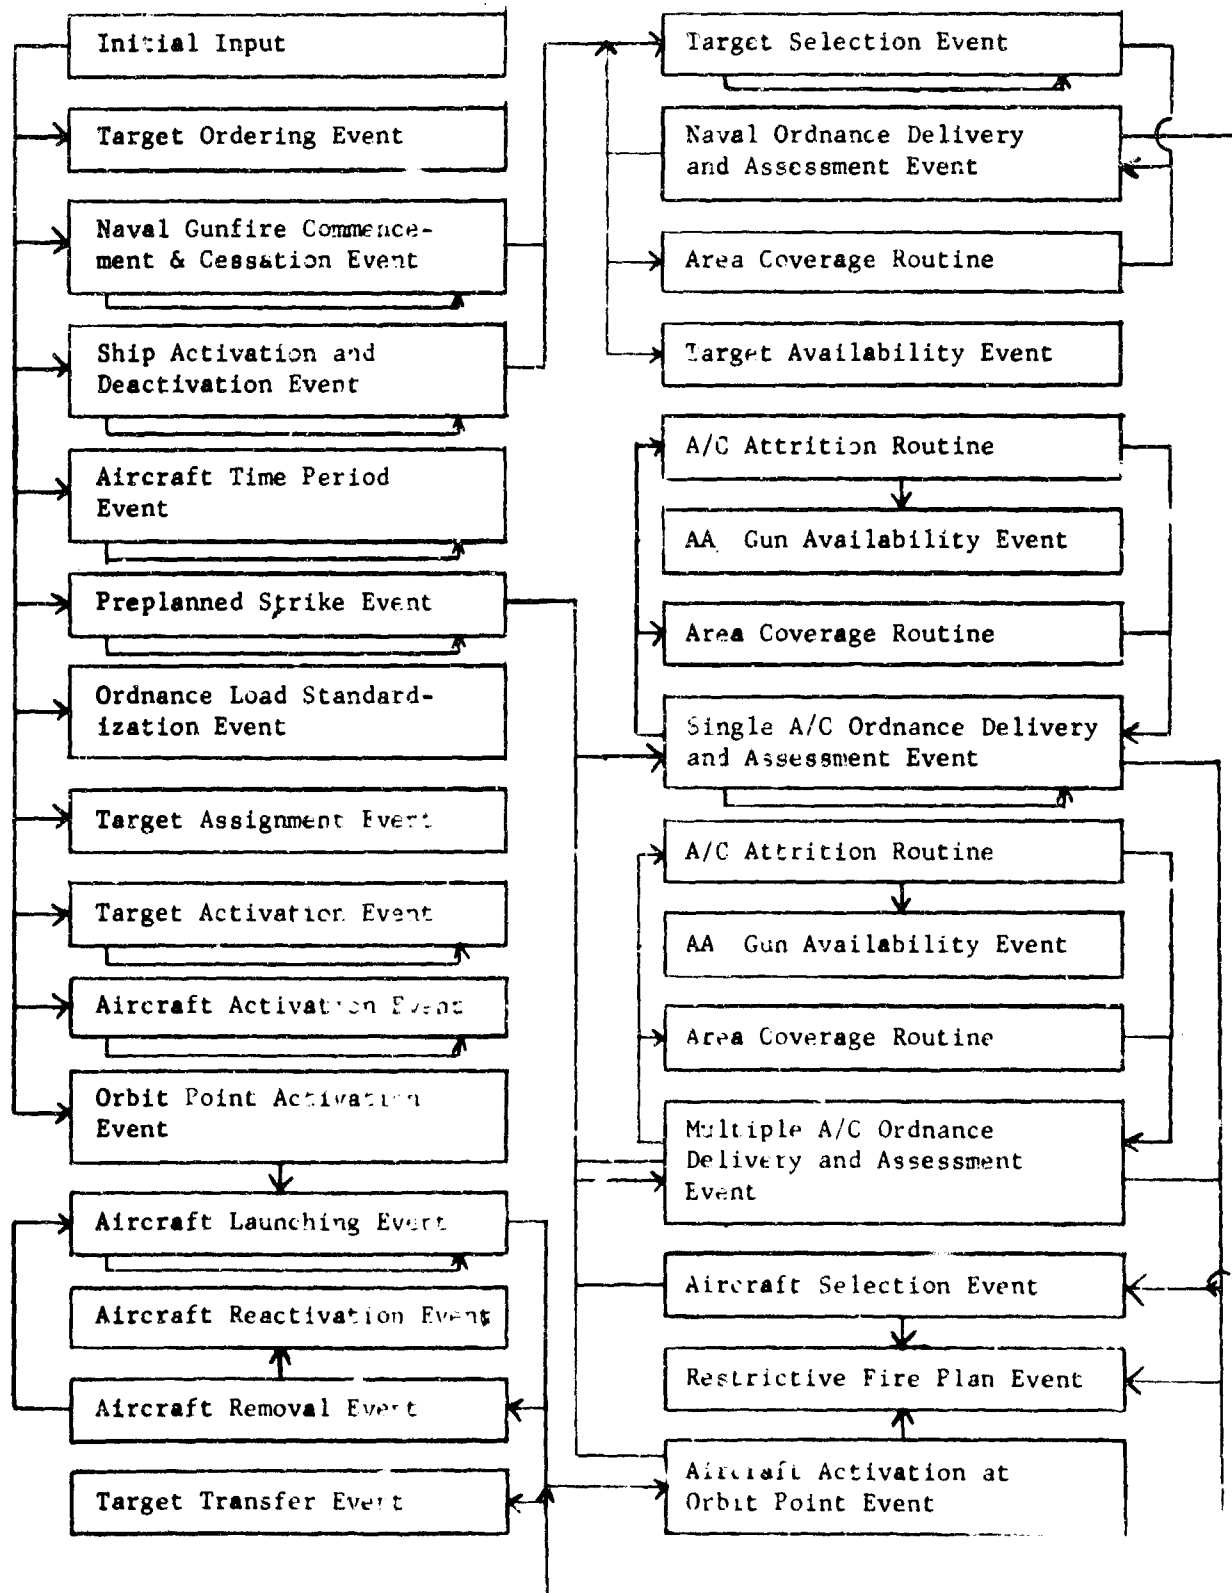 Initial Input
Target Ordering Event
Naval Gunfire Commence-
ment & Cessation Event
Ship Activation and
Deactivation Event
Aircraft Time Period
Event
Preplanned Strike Event
Ordnance Load Standard-
ization Event
Target Assignment Event
Target Activation Event
Aircraft Activation Event
Orbit Point Activation
Event
Aircraft Launching Event
Aircraft Reactivation Event
Aircraft Removal Event
Target Transfer Event
Target Selection Event
Naval Ordnance Delivery
and Assessment Event
Area Coverage Routine
Target Availability Event
A/C Attrition Routine
AA Gun Availability Event
Area Coverage Routine
Single A/C Ordnance Delivery
and Assessment Event
A/C Attrition Routine
AA Gun Availability Event
Area Coverage Routine
Multiple A/C Ordnance
Delivery and Assessment
Event
Aircraft Selection Event
Restrictive Fire Plan Event
Aircraft Activation at
Orbit Point Event